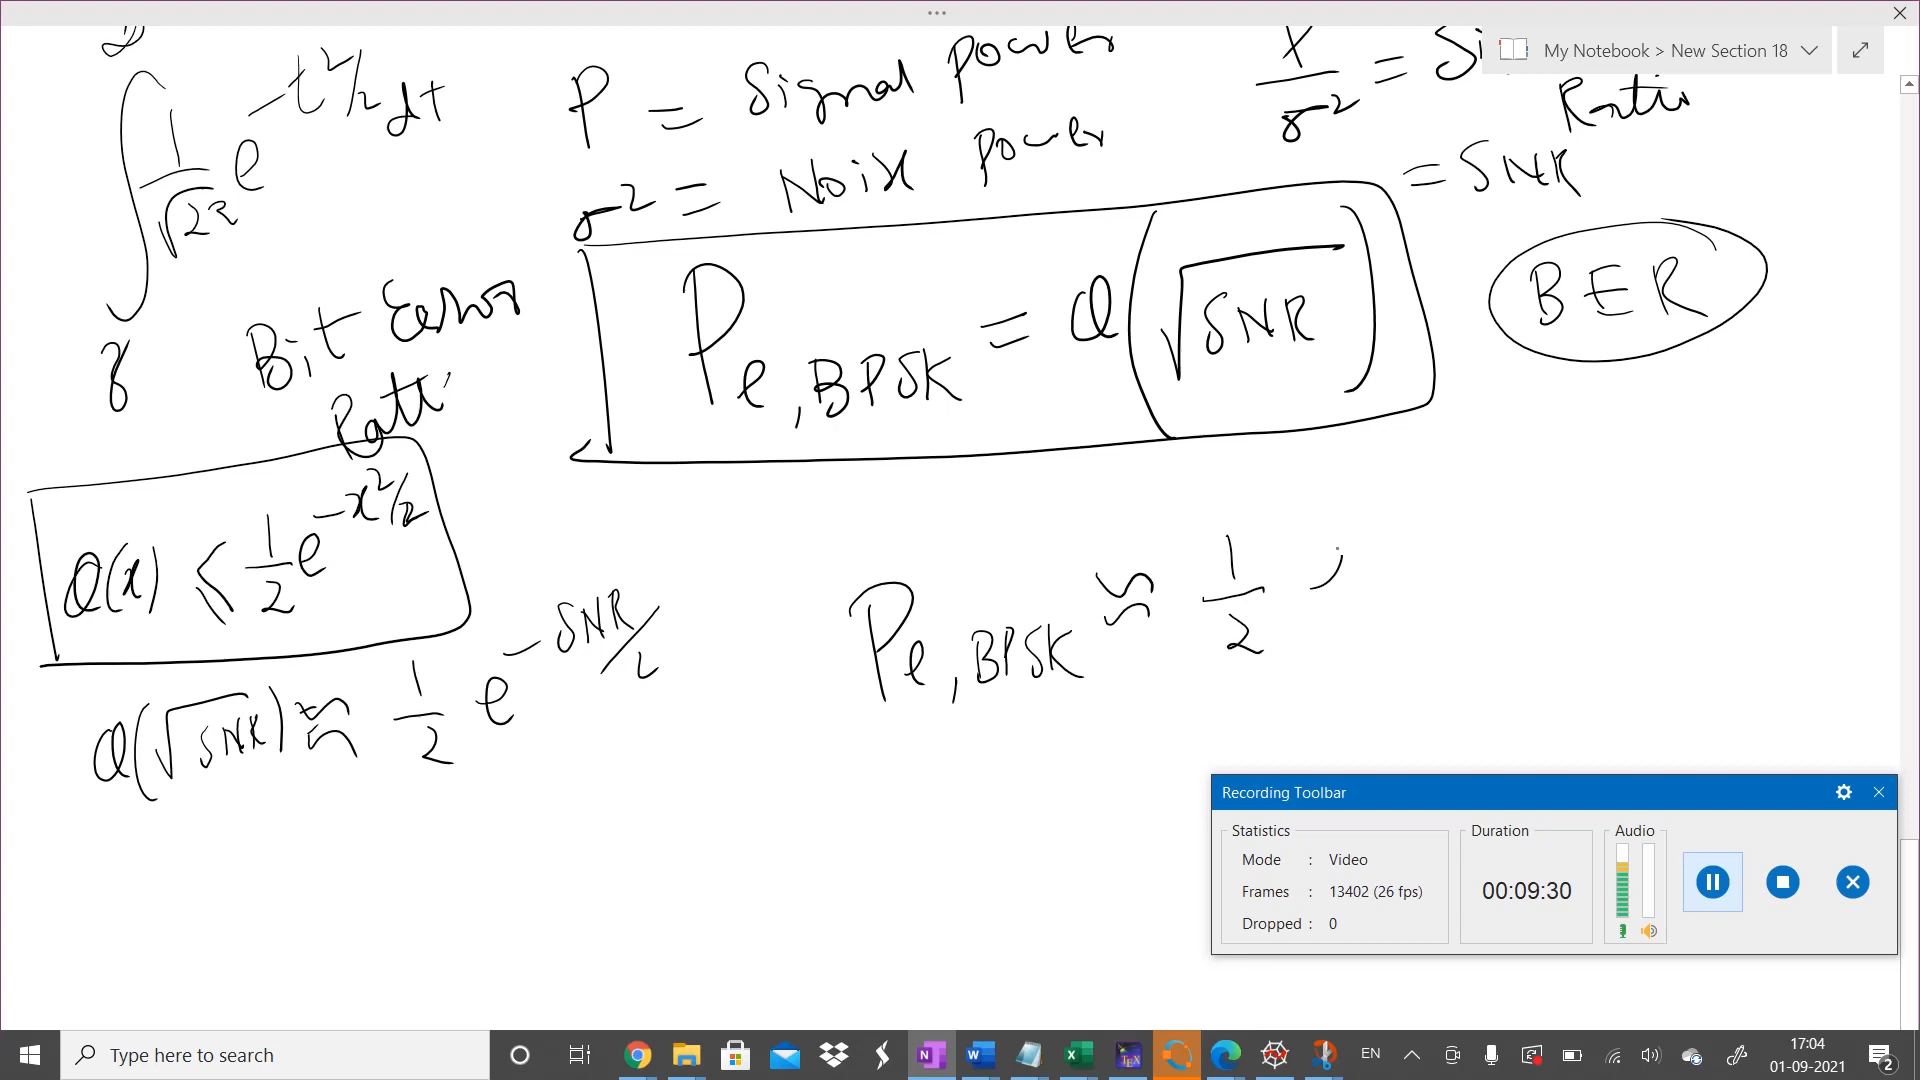 My Notebook > New Section 18
∞
∫ 1/√2π e^{-t²/2} dt
γ
P = Signal Power
σ² = Noise Power
P/σ² = Si
Ratio
= SNR
Bit Error
Rate
P_{e, BPSK} = Q(√SNR)
BER
Q(x) ≤ 1/2 e^{-x²/2}
Q(√SNR) ≈ 1/2 e^{-SNR/2}
P_{e, BPSK} ≈ 1/2
Recording Toolbar
Statistics
Mode : Video
Frames : 13402 (26 fps)
Dropped : 0
Duration
00:09:30
Audio
Type here to search
EN
17:04
01-09-2021
2